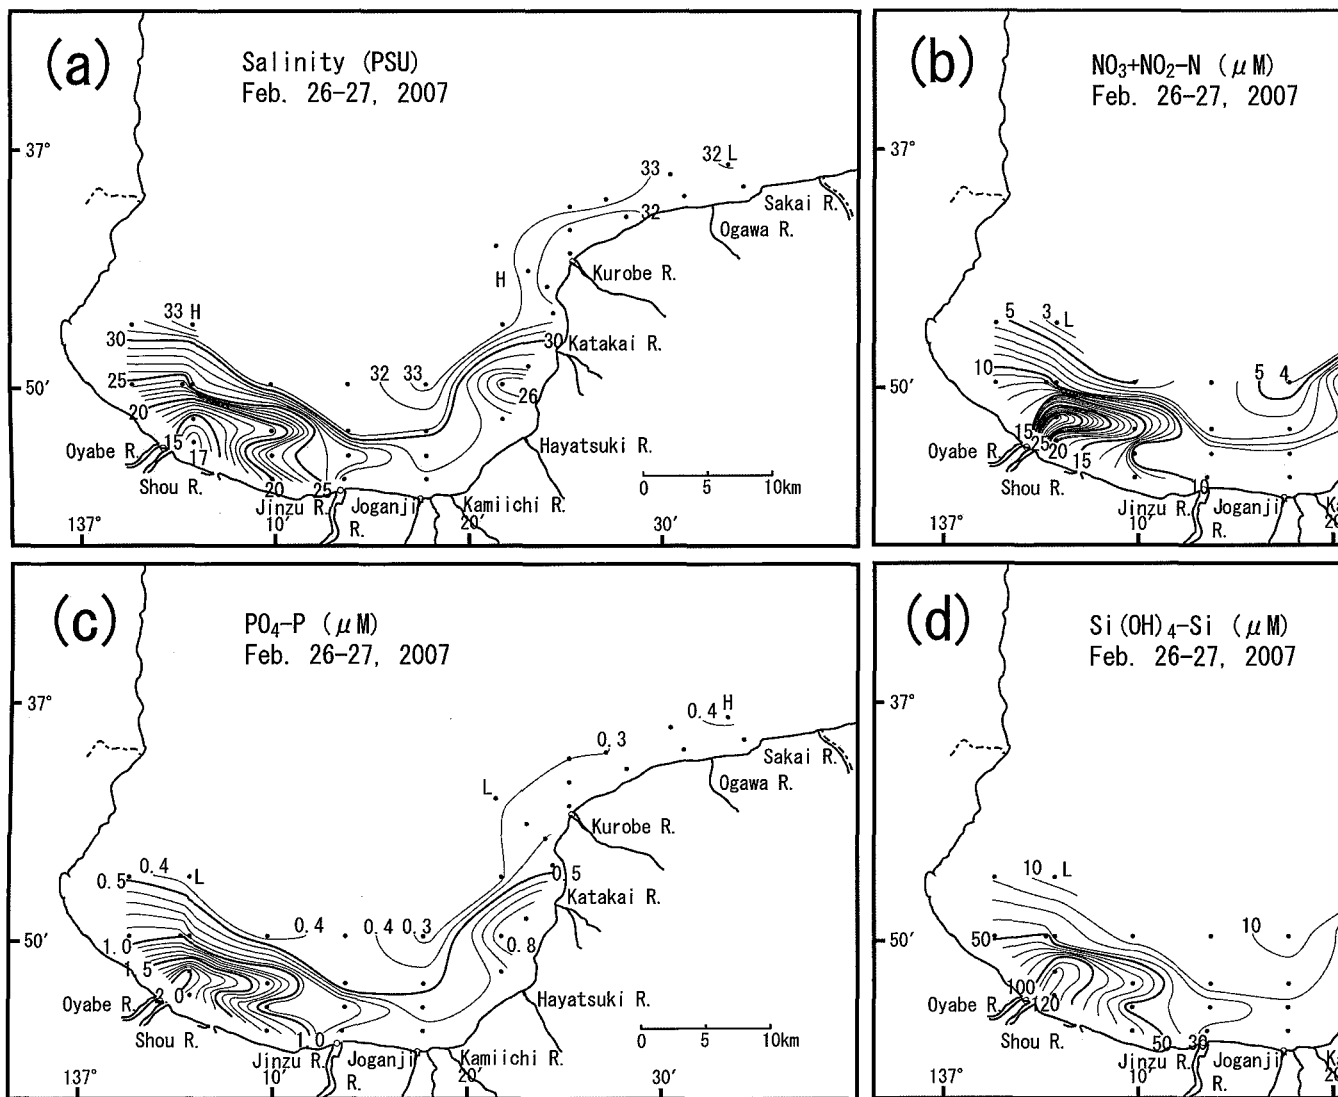 (a)
Salinity (PSU)
Feb. 26-27, 2007
37°
32 L
33
Sakai R.
32
Ogawa R.
H
Kurobe R.
33 H
30
30
Katakai R.
32 33
25
50′
26
20
Oyabe R.
15
17
Hayatsuki R.
Shou R.
20
25
0 5 10km
Jinzu R.
Joganji R.
Kamiichi R.
137°
10′
20′
30′
(b)
NO3+NO2-N (μM)
Feb. 26-27, 2007
37°
5
3 L
10
5 4
50′
15
25
20
Oyabe R.
15
Shou R.
10
Jinzu R.
Joganji R.
Ka
137°
10′
20
(c)
PO4-P (μM)
Feb. 26-27, 2007
37°
0.4 H
0.3
Sakai R.
Ogawa R.
L
Kurobe R.
0.4
L
0.5
0.5
Katakai R.
0.4
0.4 0.3
50′
1.0
0.8
1.5
2.0
Oyabe R.
Hayatsuki R.
Shou R.
1.0
0 5 10km
Jinzu R.
Joganji R.
Kamiichi R.
137°
10′
20′
30′
(d)
Si(OH)4-Si (μM)
Feb. 26-27, 2007
37°
10 L
10
50′
50
100
Oyabe R.
120
Shou R.
50 30
Jinzu R.
Joganji R.
Ka
137°
10′
20